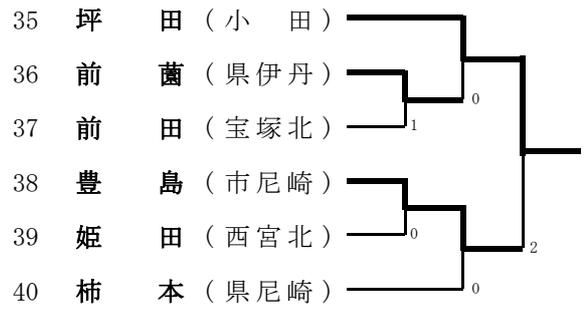 35 坪 田 ( 小 田 )
36 前 薗 ( 県伊丹 )
0
37 前 田 ( 宝塚北 )
1
38 豊 島 ( 市尼崎 )
39 姫 田 ( 西宮北 )
0
2
40 柿 本 ( 県尼崎 )
0